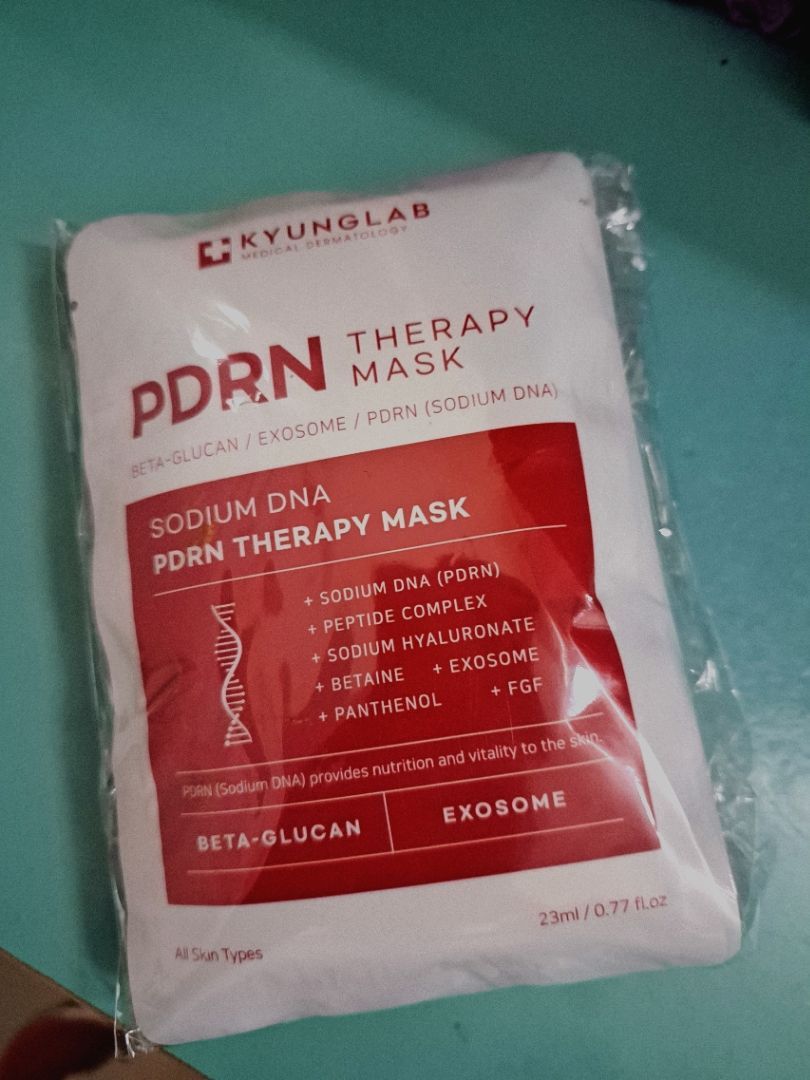 KYUNGLAB
MEDICAL DERMATOLOGY
PDRN THERAPY MASK
BETA-GLUCAN / EXOSOME / PDRN (SODIUM DNA)
SODIUM DNA
PDRN THERAPY MASK
+ SODIUM DNA (PDRN)
+ PEPTIDE COMPLEX
+ SODIUM HYALURONATE
+ BETAINE + EXOSOME
+ PANTHENOL + FGF
PDRN (Sodium DNA) provides nutrition and vitality to the skin.
BETA-GLUCAN EXOSOME
23ml / 0.77 fl.oz
All Skin Types